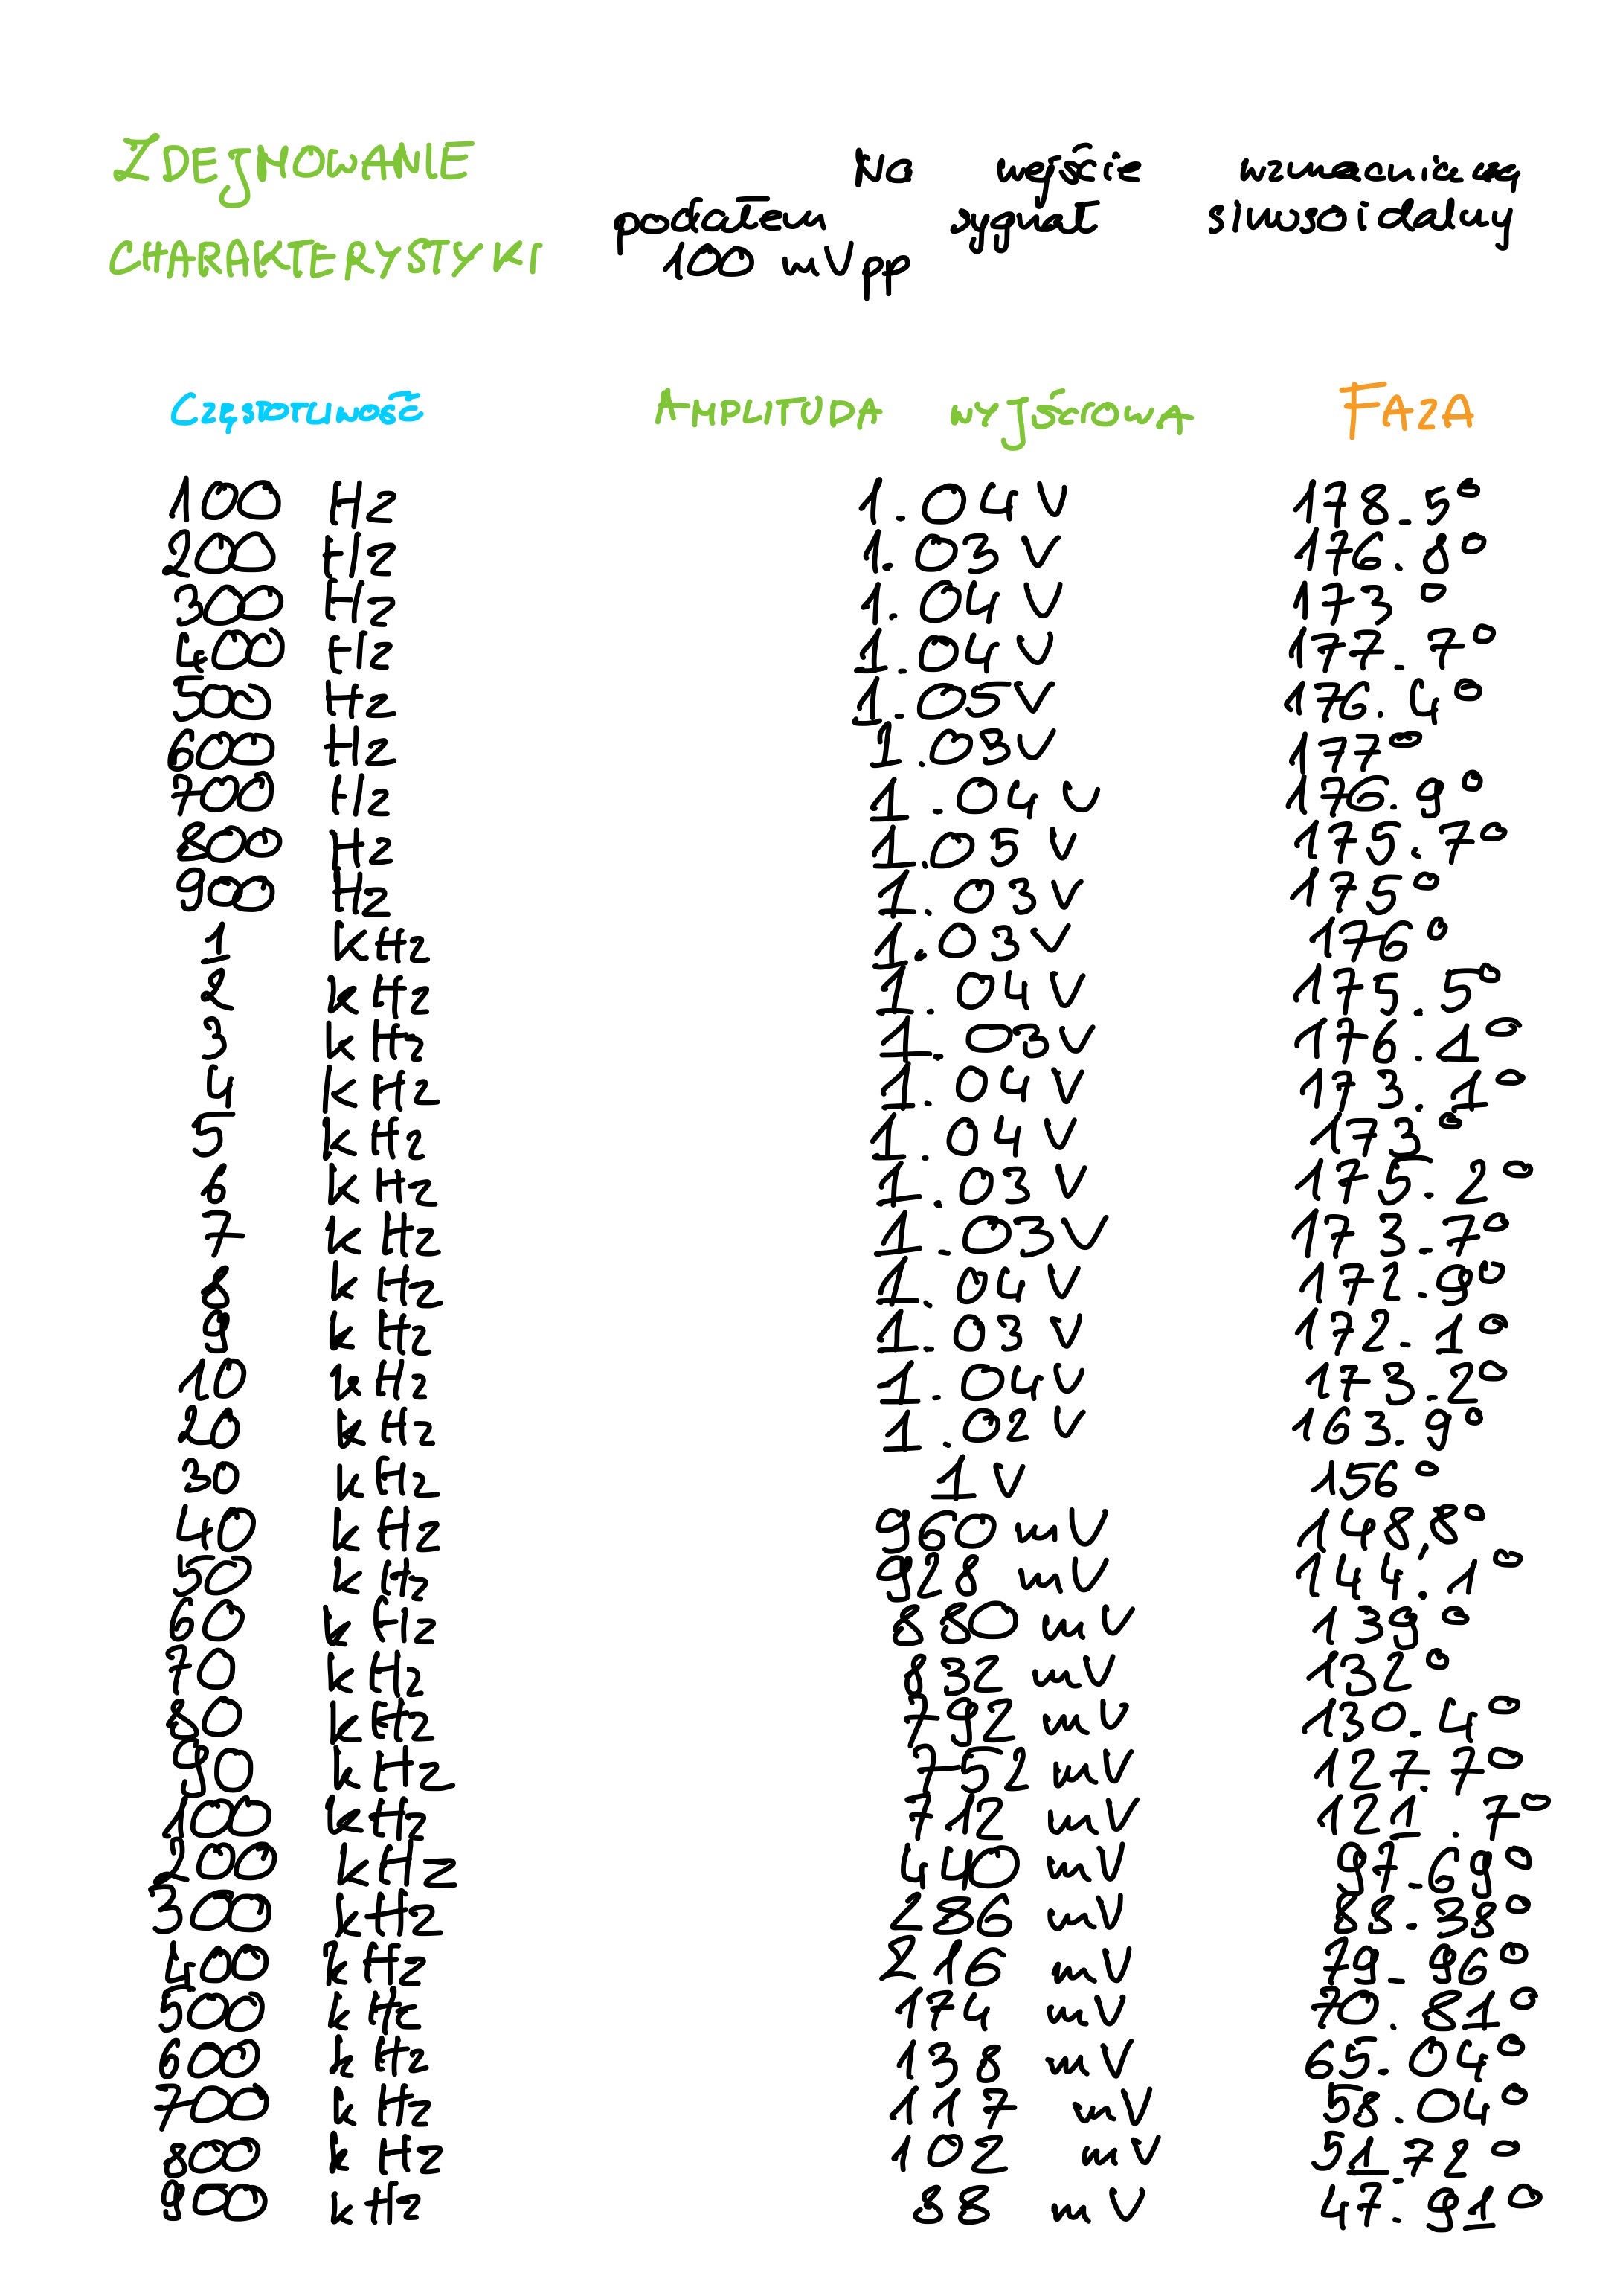 ZDEJMOWANIE
CHARAKTERYSTYKI
Na wejście wzmacniacza
podałem sygnał sinusoidalny
100 mVpp
CZĘSTOTLIWOŚĆ AMPLITUDA WYJŚCIOWA FAZA
100 Hz 1.04 V 178.5°
200 Hz 1.03 V 176.8°
300 Hz 1.04 V 173°
400 Hz 1.04 V 177.7°
500 Hz 1.05 V 176.4°
600 Hz 1.03 V 177°
700 Hz 1.04 V 176.9°
800 Hz 1.05 V 175.7°
900 Hz 1.03 V 175°
1 kHz 1.03 V 176°
2 kHz 1.04 V 175.5°
3 kHz 1.03 V 176.1°
4 kHz 1.04 V 173.1°
5 kHz 1.04 V 173°
6 kHz 1.03 V 175.2°
7 kHz 1.03 V 173.7°
8 kHz 1.04 V 172.9°
9 kHz 1.03 V 172.1°
10 kHz 1.04 V 173.2°
20 kHz 1.02 V 163.9°
30 kHz 1 V 156°
40 kHz 960 mV 148.8°
50 kHz 928 mV 144.1°
60 kHz 880 mV 139°
70 kHz 832 mV 132°
80 kHz 792 mV 130.4°
90 kHz 752 mV 127.7°
100 kHz 712 mV 121.7°
200 kHz 440 mV 97.69°
300 kHz 286 mV 88.38°
400 kHz 216 mV 79.96°
500 kHz 174 mV 70.81°
600 kHz 138 mV 65.04°
700 kHz 117 mV 58.04°
800 kHz 102 mV 51.72°
900 kHz 88 mV 47.91°